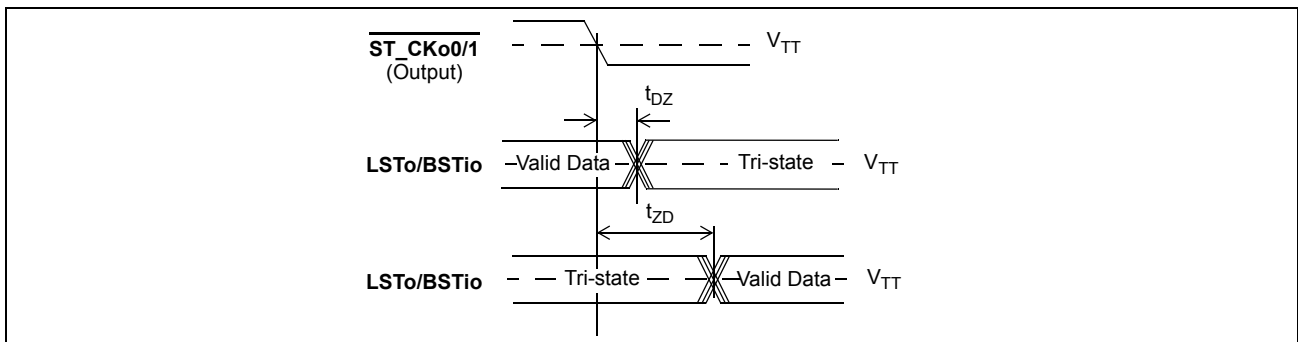 ST_CKo0/1
(Output)
V_TT
t_DZ
LSTo/BSTio
Valid Data
Tri-state
V_TT
t_ZD
LSTo/BSTio
Tri-state
Valid Data
V_TT